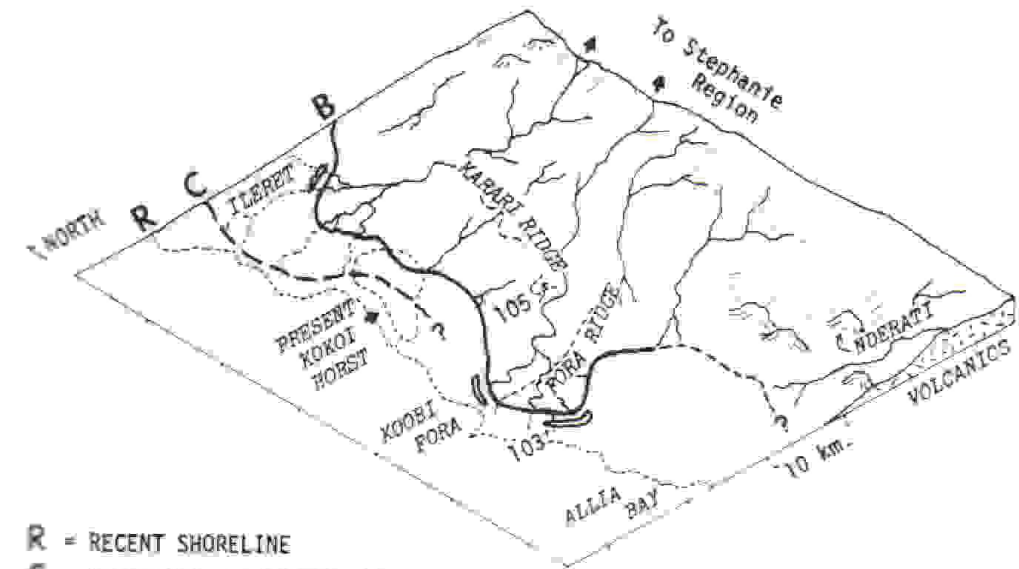 To Stephanie
Region
B
C
ILERET
R
NORTH
KARARI RIDGE
105
FORA RIDGE
PRESENT
KOKOI
HORST
?
KOOBI
FORA
103
NDERATI
VOLCANICS
?
10 km.
ALLIA
BAY
R = RECENT SHORELINE